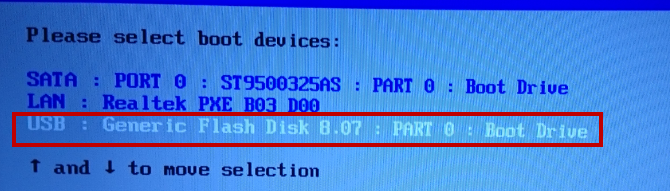 Please select boot devices:
SATA : PORT 0 : ST9500325AS : PART 0 : Boot Drive
LAN : Realtek PXE B03 D00
USB : Generic Flash Disk 8.07 : PART 0 : Boot Drive
↑ and ↓ to move selection